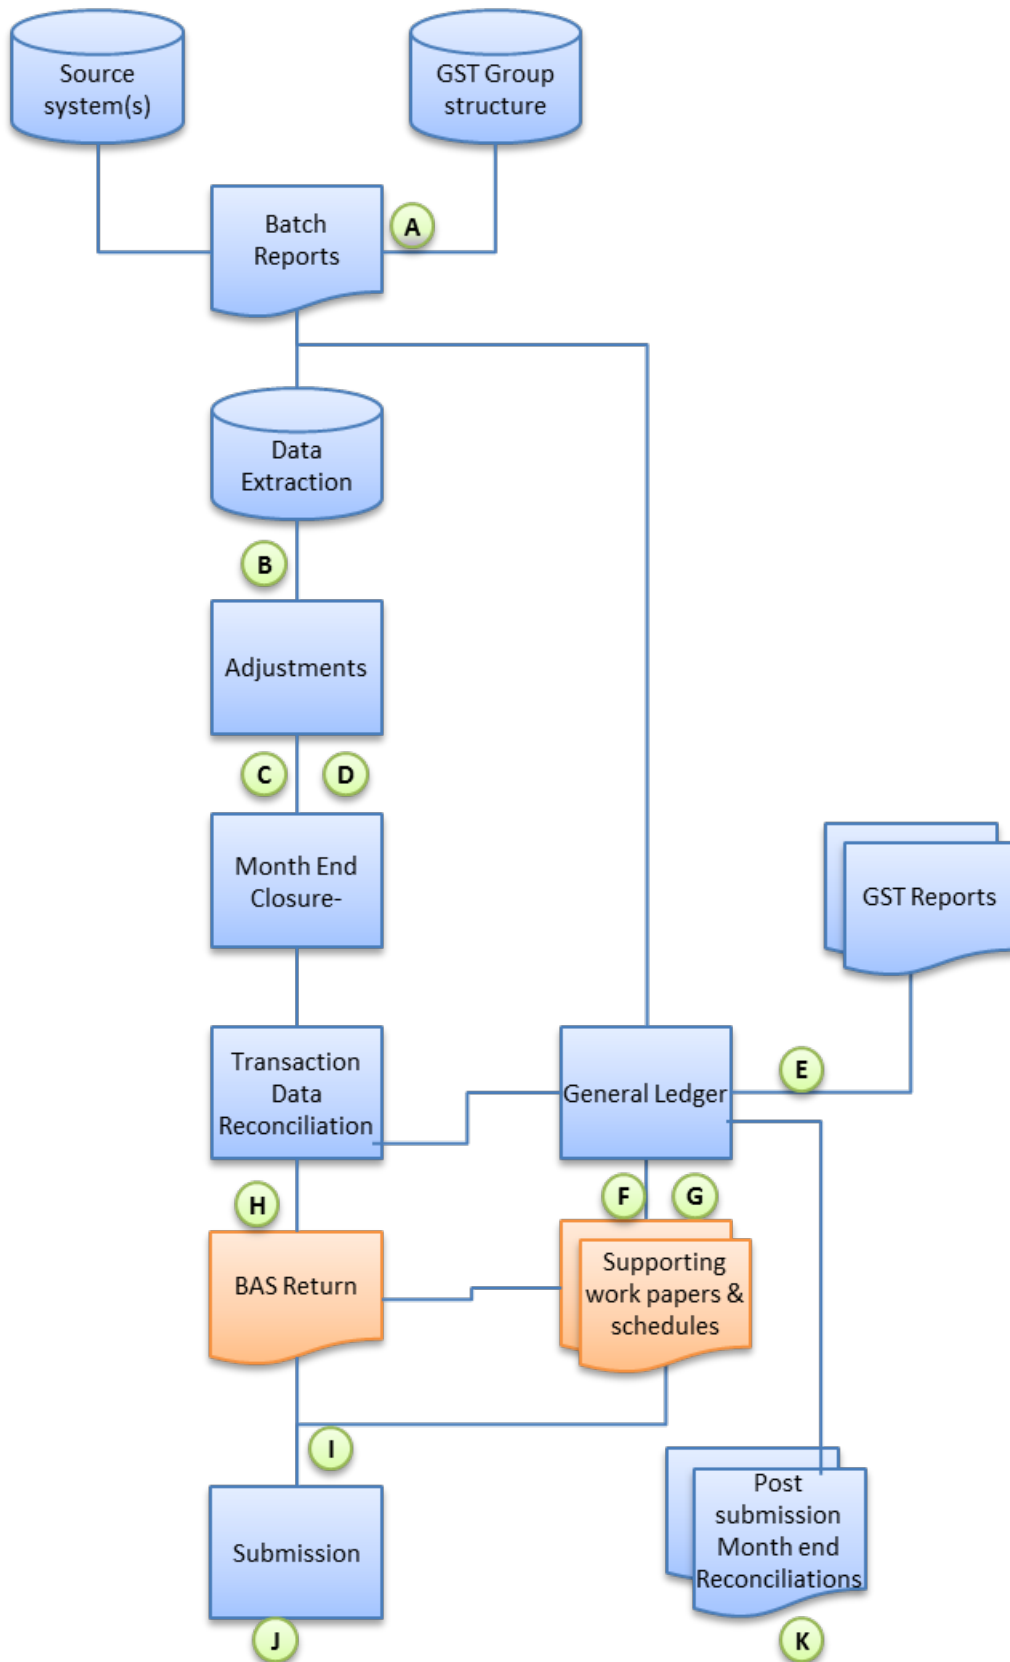 Source
system(s)
GST Group
structure
Batch
Reports
A
Data
Extraction
B
Adjustments
C
D
Month End
Closure-
GST Reports
Transaction
Data
Reconciliation
General Ledger
E
H
F
G
BAS Return
Supporting
work papers &
schedules
I
Submission
Post
submission
Month end
Reconciliations
J
K